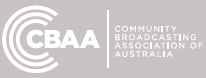 CBAA
COMMUNITY
BROADCASTING
ASSOCIATION OF
AUSTRALIA